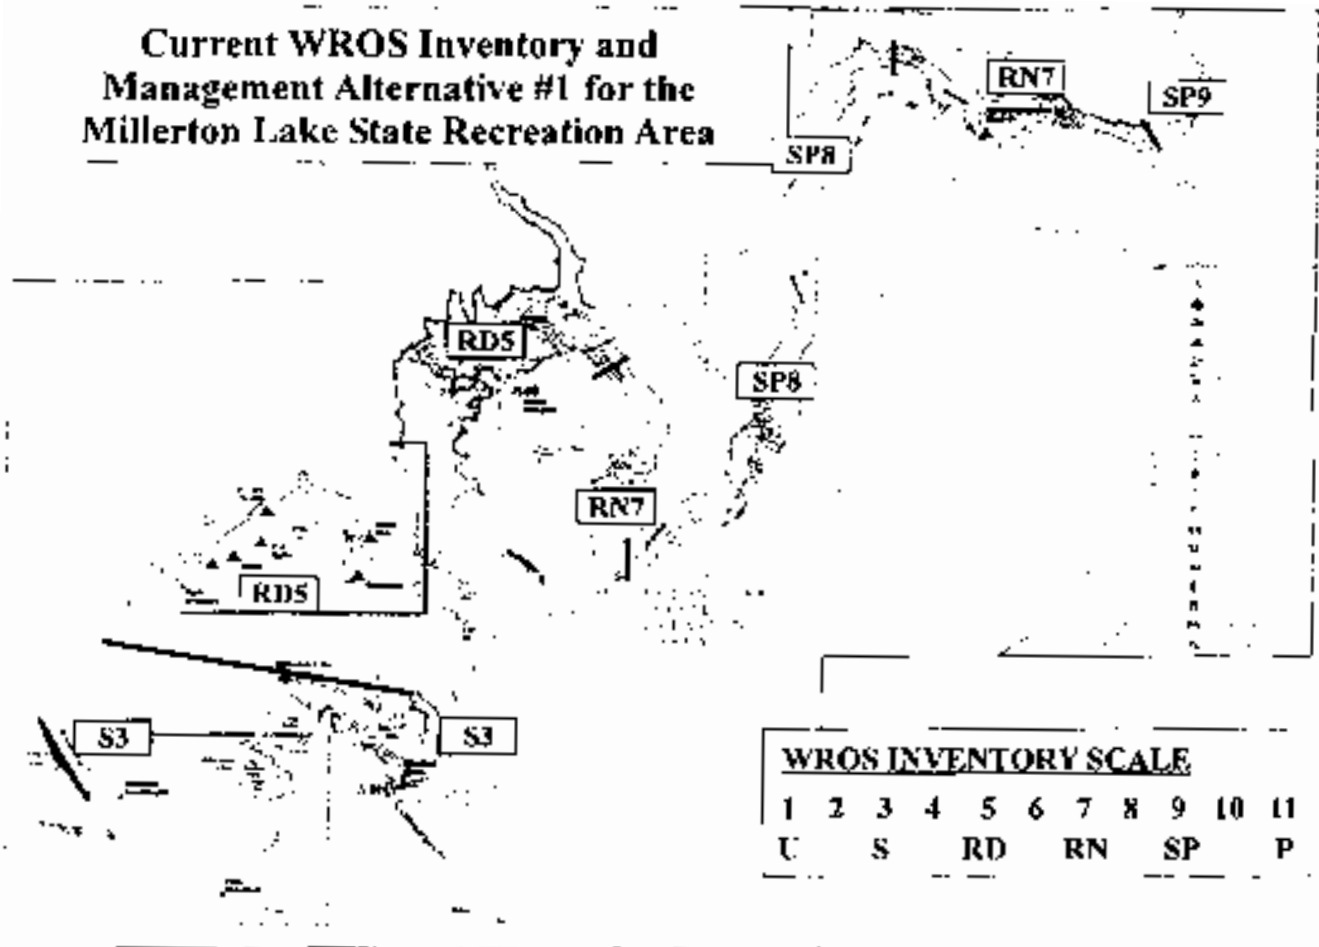 Current WROS Inventory and
Management Alternative #1 for the
Millerton Lake State Recreation Area
RN7
SP9
SP8
RD5
SP8
RN7
RD5
S3
S3
WROS INVENTORY SCALE
1 2 3 4 5 6 7 8 9 10 11
U S RD RN SP P